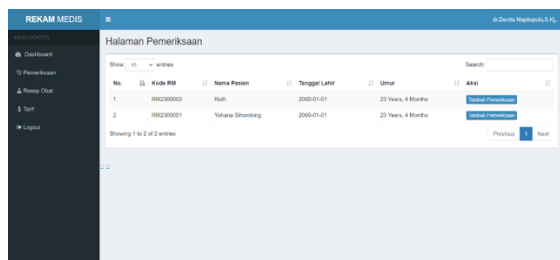 REKAM MEDIS
dr.Devita Napitupulu,S.Kj,.
MENU DOKTER
Dashboard
Pemeriksaan
Resep Obat
$ Tarif
Logout
Halaman Pemeriksaan
Show 10 entries
Search:
No. Kode RM Nama Pasien Tanggal Lahir Umur Aksi
1 RM2300002 Ruth 2000-01-01 23 Years, 4 Months Tambah Pemeriksaan
2 RM2300001 Yohana Sihombing 2000-01-01 23 Years, 4 Months Tambah Pemeriksaan
Showing 1 to 2 of 2 entries
Previous 1 Next